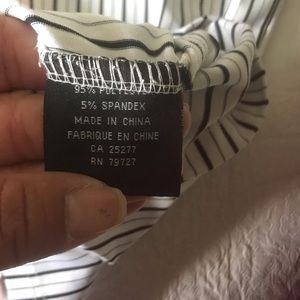 95% POLYESTER
5% SPANDEX
MADE IN CHINA
FABRIQUE EN CHINE
CA 25277
RN 79727